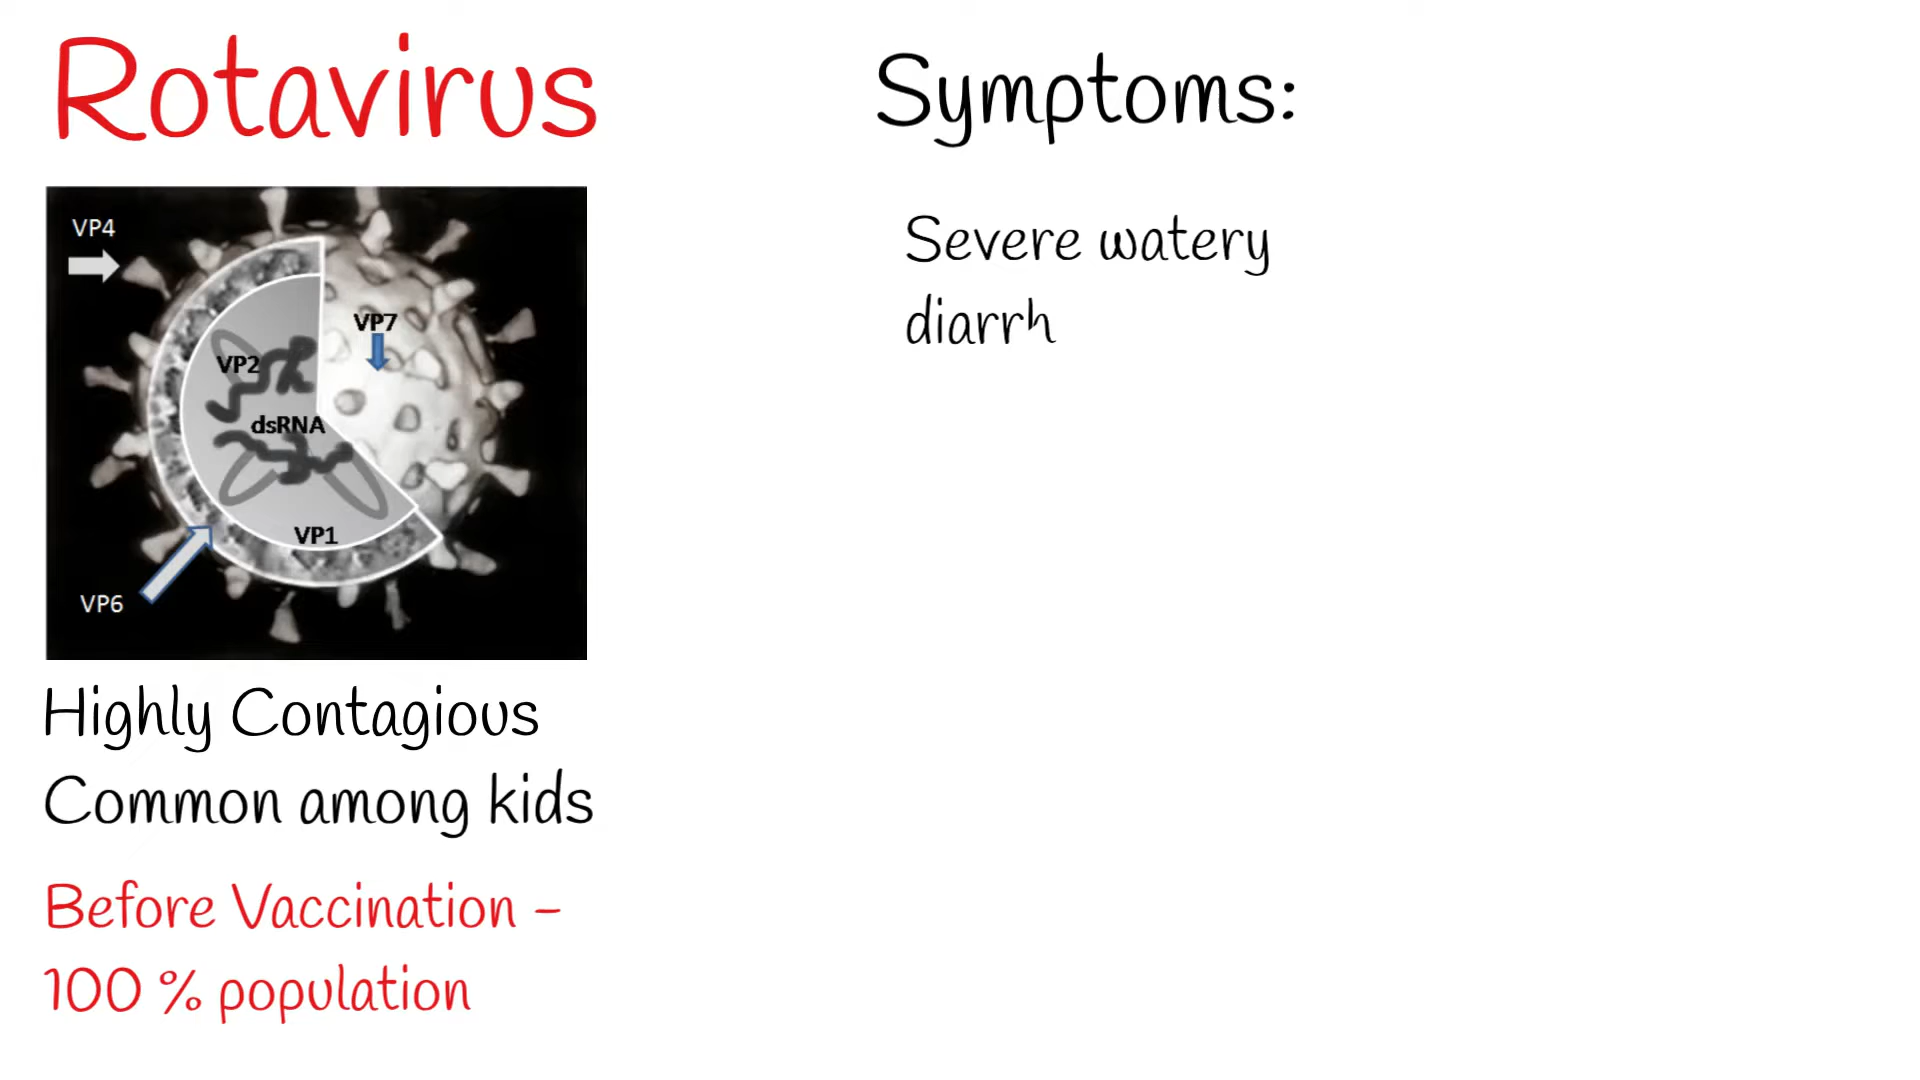 Rotavirus
VP4
VP7
VP2
dsRNA
VP1
VP6
Highly Contagious
Common among kids
Before Vaccination -
100 % population
Symptoms:
Severe watery
diarrh